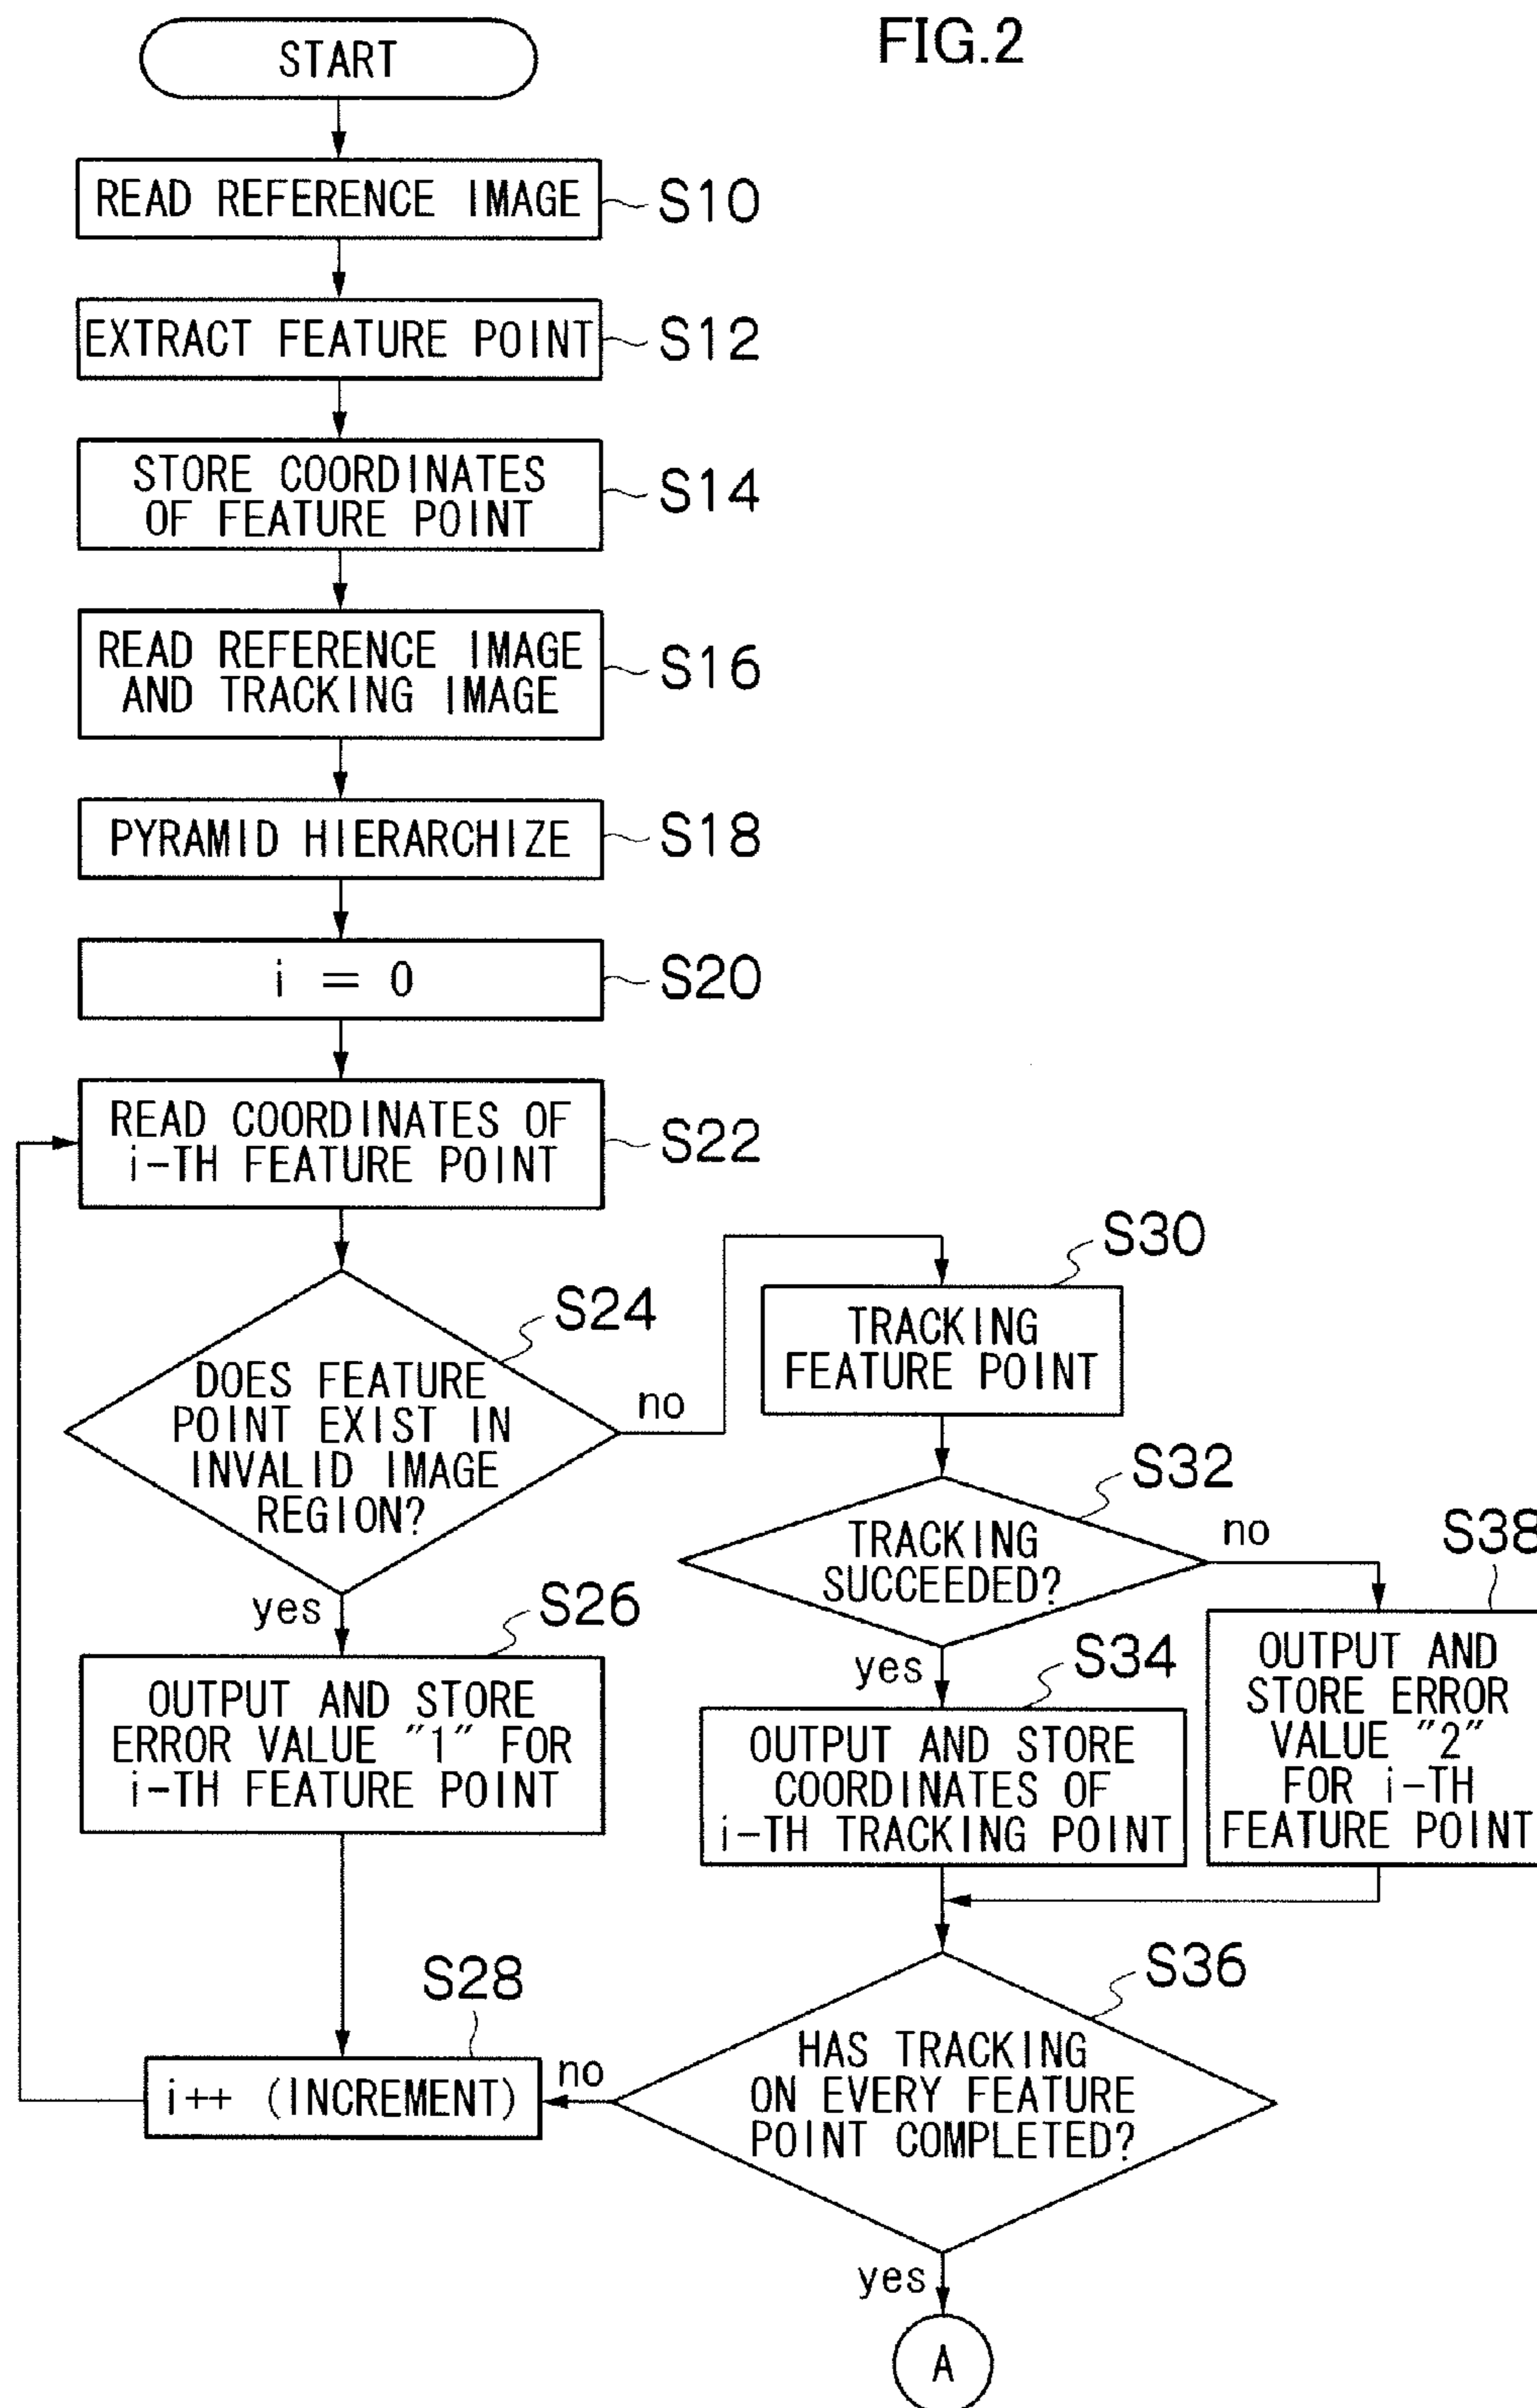 FIG.2
START
READ REFERENCE IMAGE
S10
EXTRACT FEATURE POINT
S12
STORE COORDINATES
OF FEATURE POINT
S14
READ REFERENCE IMAGE
AND TRACKING IMAGE
S16
PYRAMID HIERARCHIZE
S18
i = 0
S20
READ COORDINATES OF
i-TH FEATURE POINT
S22
S24
DOES FEATURE
POINT EXIST IN
INVALID IMAGE
REGION?
no
yes
S26
OUTPUT AND STORE
ERROR VALUE "1" FOR
i-TH FEATURE POINT
S28
i++ (INCREMENT)
S30
TRACKING
FEATURE POINT
S32
TRACKING
SUCCEEDED?
no
yes
S34
OUTPUT AND STORE
COORDINATES OF
i-TH TRACKING POINT
S38
OUTPUT AND
STORE ERROR
VALUE "2"
FOR i-TH
FEATURE POINT
S36
HAS TRACKING
ON EVERY FEATURE
POINT COMPLETED?
no
yes
A